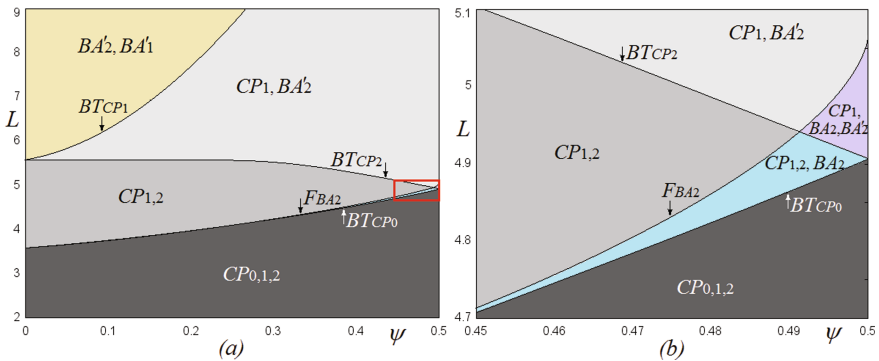 9
8
7
L
6
5
4
3
2
BA′2, BA′1
BTCP1
CP1, BA′2
BTCP2
CP1,2
FBA2
BTCP0
CP0,1,2
0
0.1
0.2
0.3
0.4
ψ
0.5
(a)
5.1
5
L
4.9
4.8
4.7
CP1, BA′2
BTCP2
CP1,
BA2, BA′2
CP1,2
CP1,2, BA2
FBA2
BTCP0
CP0,1,2
0.45
0.46
0.47
0.48
0.49
ψ
0.5
(b)